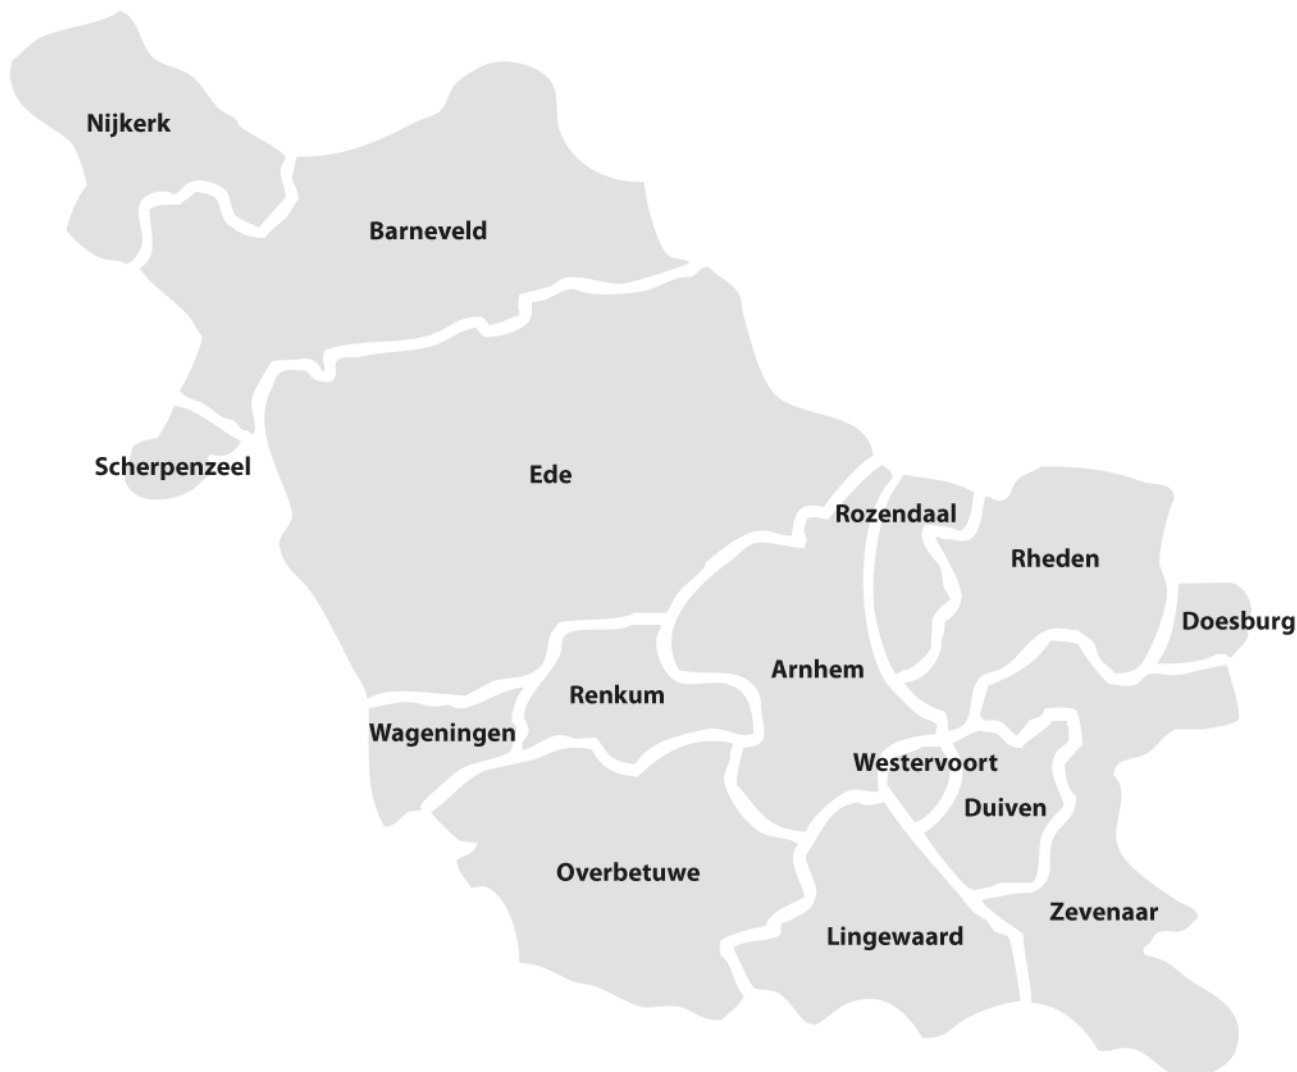 Nijkerk
Barneveld
Scherpenzeel
Ede
Rozendaal
Rheden
Doesburg
Arnhem
Renkum
Wageningen
Westervoort
Duiven
Overbetuwe
Zevenaar
Lingewaard